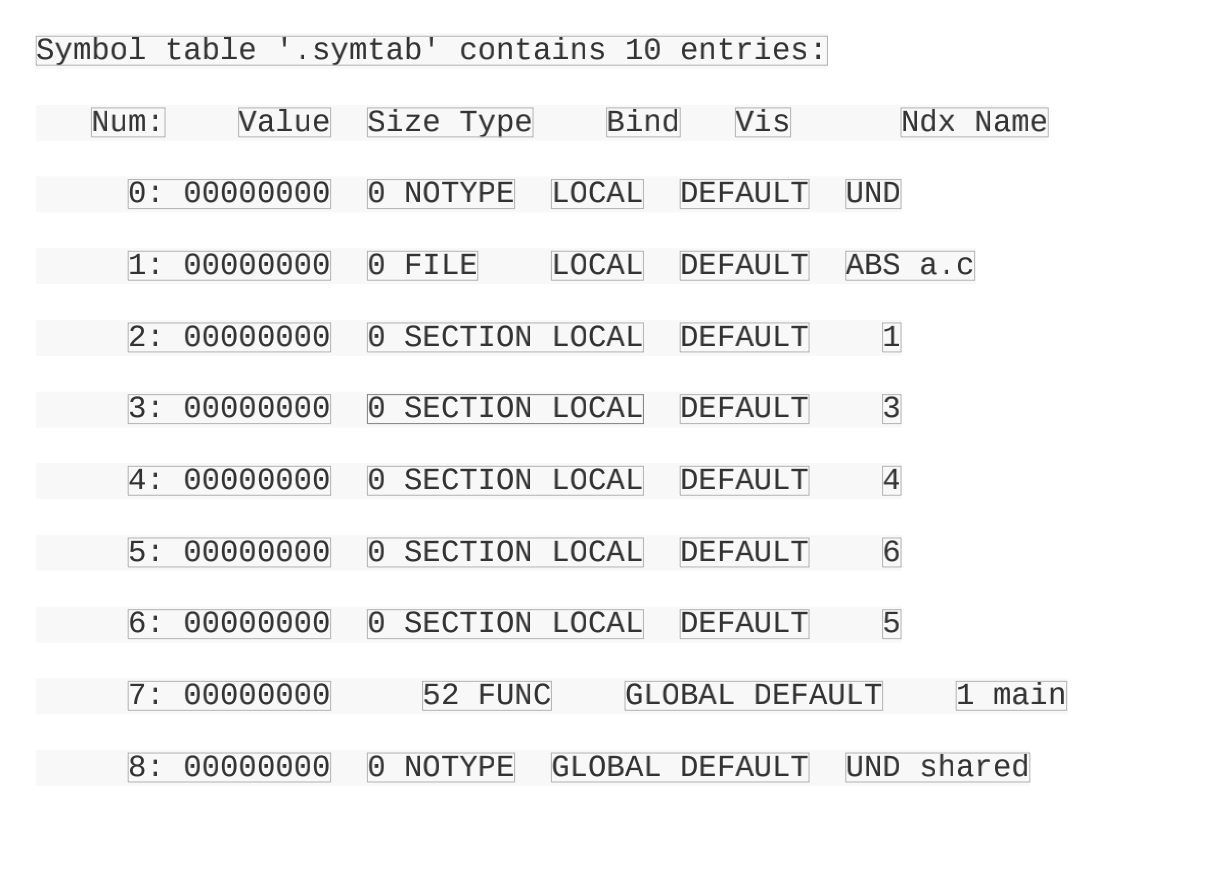 Symbol table '.symtab' contains 10 entries:
Num: Value Size Type Bind Vis Ndx Name
0: 00000000 0 NOTYPE LOCAL DEFAULT UND
1: 00000000 0 FILE LOCAL DEFAULT ABS a.c
2: 00000000 0 SECTION LOCAL DEFAULT 1
3: 00000000 0 SECTION LOCAL DEFAULT 3
4: 00000000 0 SECTION LOCAL DEFAULT 4
5: 00000000 0 SECTION LOCAL DEFAULT 6
6: 00000000 0 SECTION LOCAL DEFAULT 5
7: 00000000 52 FUNC GLOBAL DEFAULT 1 main
8: 00000000 0 NOTYPE GLOBAL DEFAULT UND shared